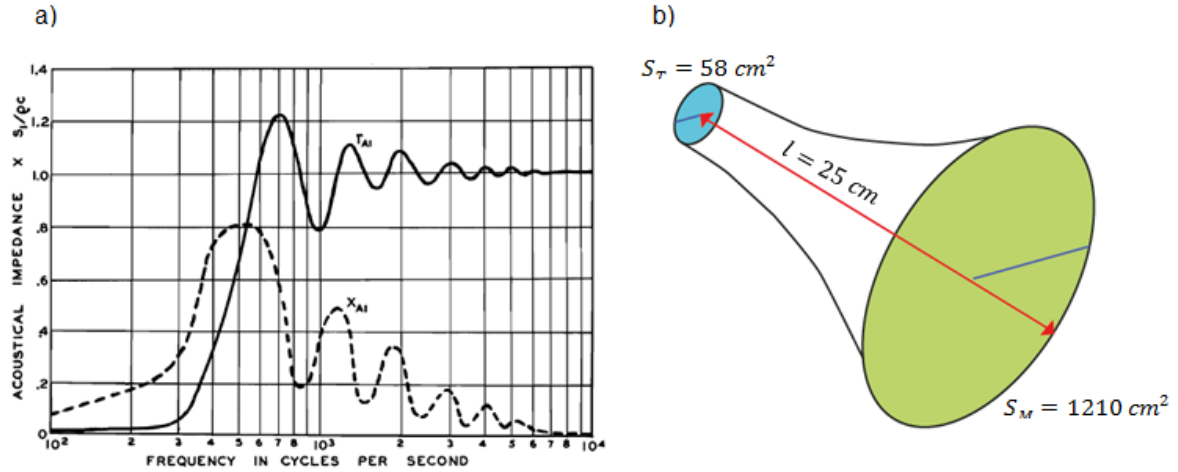 a)
1.4
1.2
1.0
.8
.6
.4
.2
0
ACOUSTICAL IMPEDANCE X S₁/ρc
r_A1
X_A1
10² 2 3 4 5 6 7 8 10³ 2 3 4 5 6 7 8 10⁴
FREQUENCY IN CYCLES PER SECOND
b)
S_T = 58 cm²
l = 25 cm
S_M = 1210 cm²